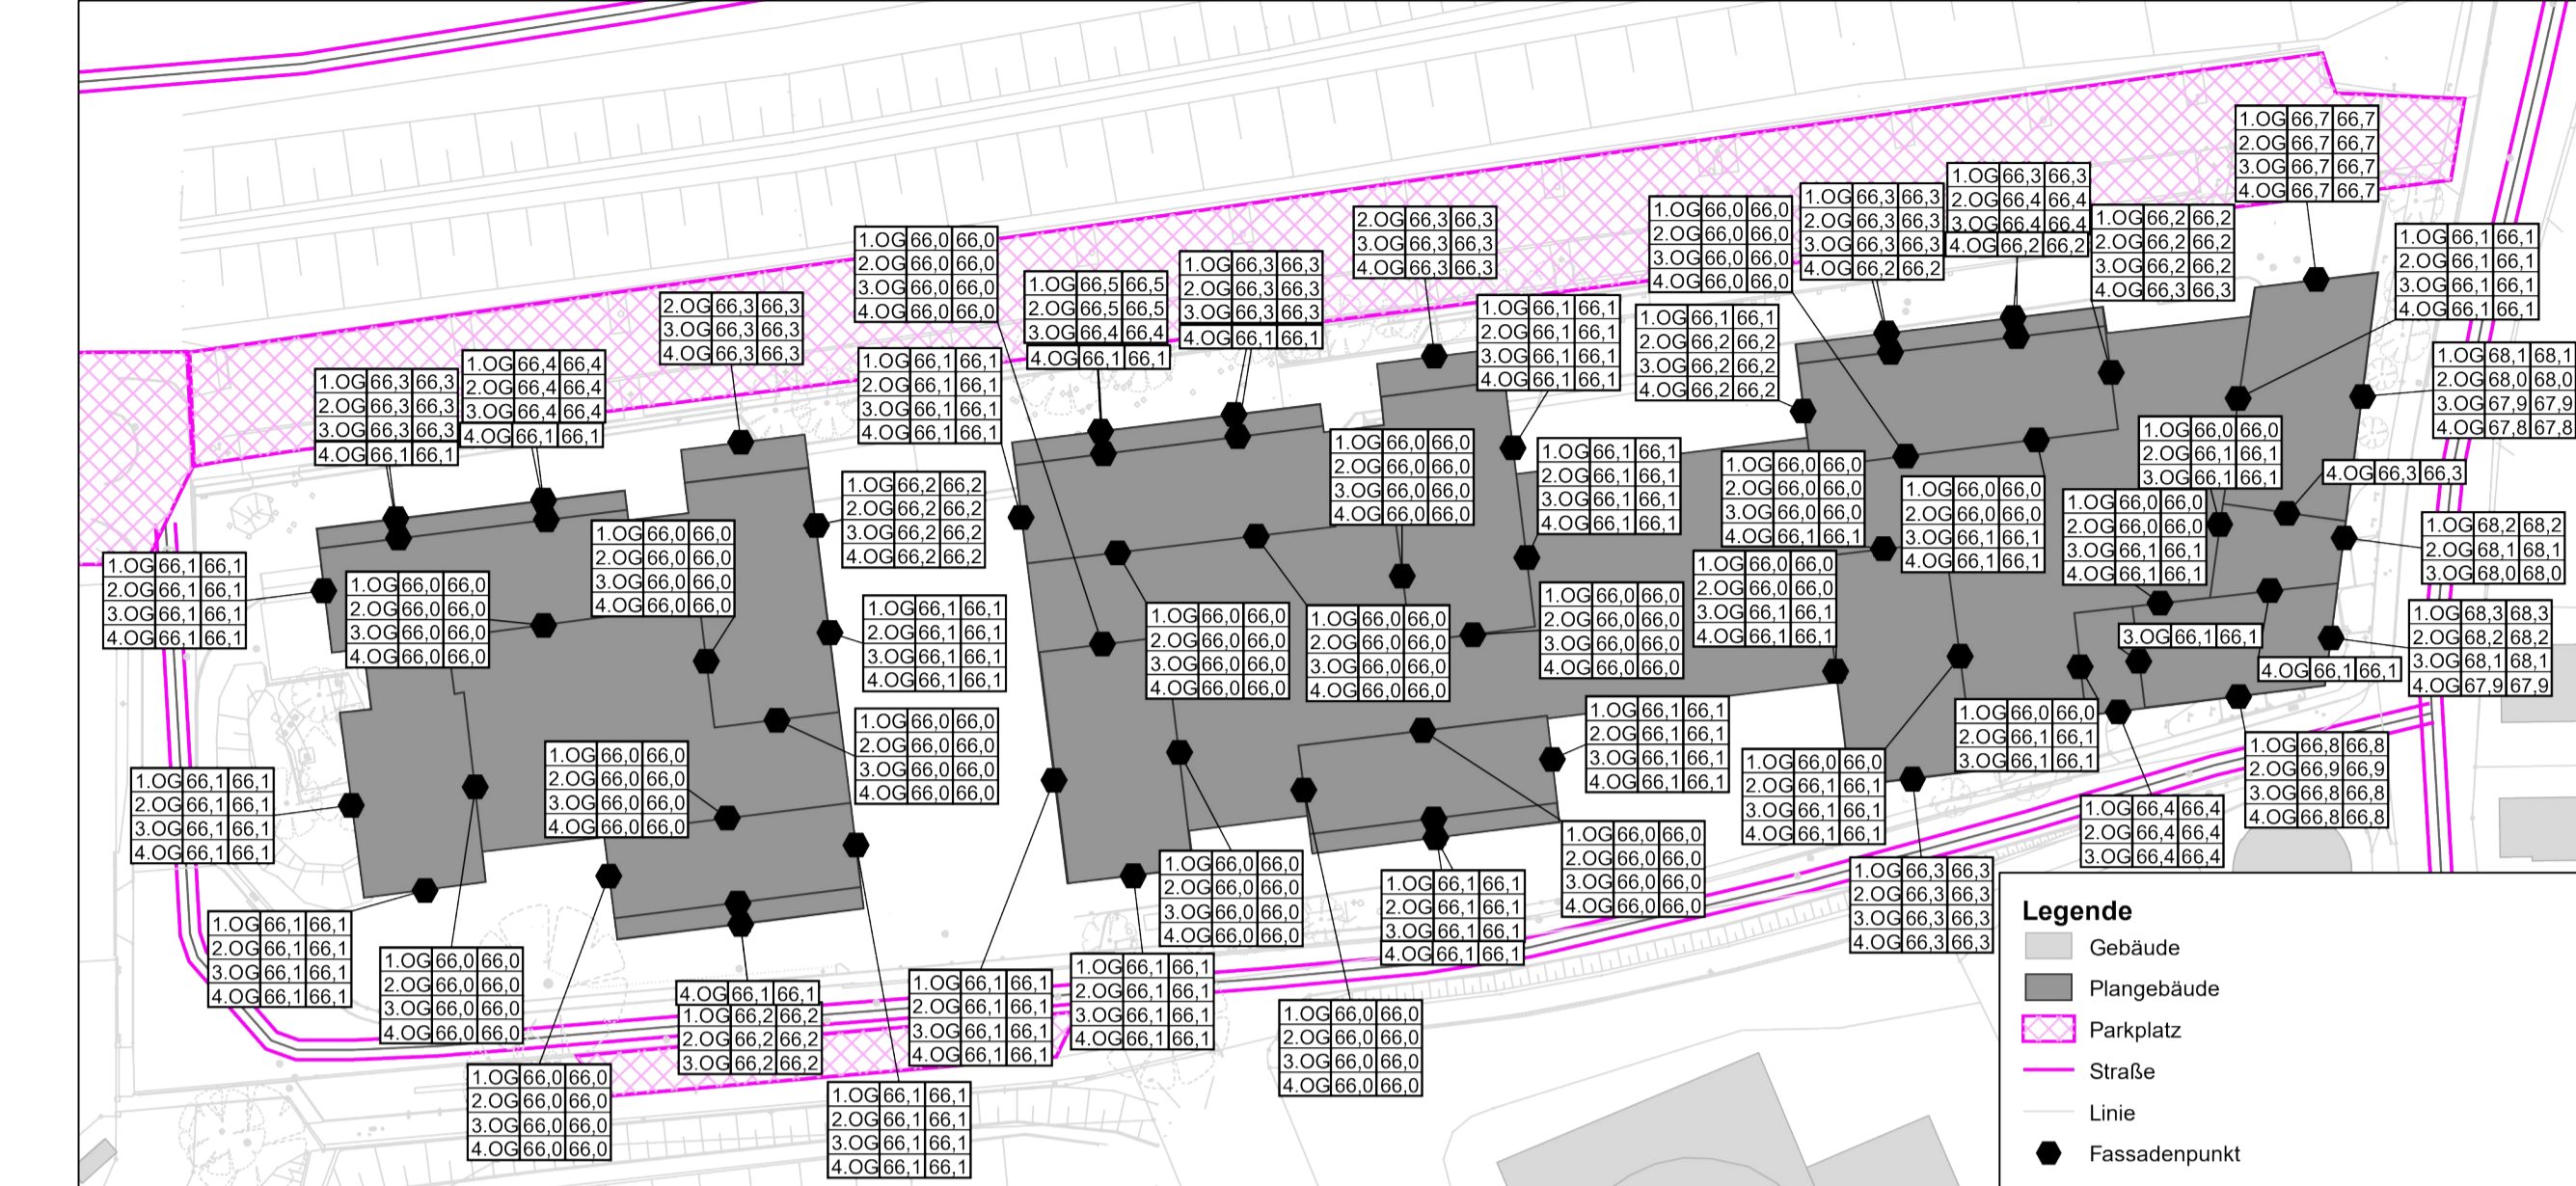 1.OG 66,7 66,7
2.OG 66,7 66,7
3.OG 66,7 66,7
4.OG 66,7 66,7
1.OG 66,3 66,3
2.OG 66,4 66,4
3.OG 66,4 66,4
4.OG 66,2 66,2
1.OG 66,3 66,3
2.OG 66,3 66,3
3.OG 66,3 66,3
4.OG 66,2 66,2
1.OG 66,0 66,0
2.OG 66,0 66,0
3.OG 66,0 66,0
4.OG 66,0 66,0
1.OG 66,2 66,2
2.OG 66,2 66,2
3.OG 66,2 66,2
4.OG 66,3 66,3
2.OG 66,3 66,3
3.OG 66,3 66,3
4.OG 66,3 66,3
1.OG 66,1 66,1
2.OG 66,1 66,1
3.OG 66,1 66,1
4.OG 66,1 66,1
1.OG 66,0 66,0
2.OG 66,0 66,0
3.OG 66,0 66,0
4.OG 66,0 66,0
1.OG 66,3 66,3
2.OG 66,3 66,3
3.OG 66,3 66,3
4.OG 66,1 66,1
1.OG 66,5 66,5
2.OG 66,5 66,5
3.OG 66,4 66,4
4.OG 66,1 66,1
2.OG 66,3 66,3
3.OG 66,3 66,3
4.OG 66,3 66,3
1.OG 66,1 66,1
2.OG 66,1 66,1
3.OG 66,1 66,1
4.OG 66,1 66,1
1.OG 66,1 66,1
2.OG 66,2 66,2
3.OG 66,2 66,2
4.OG 66,2 66,2
1.OG 68,1 68,1
2.OG 68,0 68,0
3.OG 67,9 67,9
4.OG 67,8 67,8
1.OG 66,1 66,1
2.OG 66,1 66,1
3.OG 66,1 66,1
4.OG 66,1 66,1
1.OG 66,4 66,4
2.OG 66,4 66,4
3.OG 66,4 66,4
4.OG 66,1 66,1
1.OG 66,3 66,3
2.OG 66,3 66,3
3.OG 66,3 66,3
4.OG 66,1 66,1
1.OG 66,0 66,0
2.OG 66,1 66,1
3.OG 66,1 66,1
1.OG 66,0 66,0
2.OG 66,0 66,0
3.OG 66,0 66,0
4.OG 66,0 66,0
1.OG 66,1 66,1
2.OG 66,1 66,1
3.OG 66,1 66,1
4.OG 66,1 66,1
1.OG 66,0 66,0
2.OG 66,0 66,0
3.OG 66,0 66,0
4.OG 66,1 66,1
4.OG 66,3 66,3
1.OG 66,2 66,2
2.OG 66,2 66,2
3.OG 66,2 66,2
4.OG 66,2 66,2
1.OG 66,0 66,0
2.OG 66,0 66,0
3.OG 66,1 66,1
4.OG 66,1 66,1
1.OG 66,0 66,0
2.OG 66,0 66,0
3.OG 66,1 66,1
4.OG 66,1 66,1
1.OG 68,2 68,2
2.OG 68,1 68,1
3.OG 68,0 68,0
1.OG 66,0 66,0
2.OG 66,0 66,0
3.OG 66,0 66,0
4.OG 66,0 66,0
1.OG 66,1 66,1
2.OG 66,1 66,1
3.OG 66,1 66,1
4.OG 66,1 66,1
1.OG 66,0 66,0
2.OG 66,0 66,0
3.OG 66,1 66,1
4.OG 66,1 66,1
1.OG 66,0 66,0
2.OG 66,0 66,0
3.OG 66,0 66,0
4.OG 66,0 66,0
1.OG 66,0 66,0
2.OG 66,0 66,0
3.OG 66,0 66,0
4.OG 66,0 66,0
1.OG 66,1 66,1
2.OG 66,1 66,1
3.OG 66,1 66,1
4.OG 66,1 66,1
1.OG 66,0 66,0
2.OG 66,0 66,0
3.OG 66,0 66,0
4.OG 66,0 66,0
1.OG 66,0 66,0
2.OG 66,0 66,0
3.OG 66,0 66,0
4.OG 66,0 66,0
1.OG 68,3 68,3
2.OG 68,2 68,2
3.OG 68,1 68,1
4.OG 67,9 67,9
3.OG 66,1 66,1
4.OG 66,1 66,1
1.OG 66,1 66,1
2.OG 66,1 66,1
3.OG 66,1 66,1
4.OG 66,1 66,1
1.OG 66,0 66,0
2.OG 66,1 66,1
3.OG 66,1 66,1
1.OG 66,0 66,0
2.OG 66,0 66,0
3.OG 66,0 66,0
4.OG 66,0 66,0
1.OG 66,8 66,8
2.OG 66,9 66,9
3.OG 66,8 66,8
4.OG 66,8 66,8
1.OG 66,0 66,0
2.OG 66,0 66,0
3.OG 66,0 66,0
4.OG 66,0 66,0
1.OG 66,0 66,0
2.OG 66,1 66,1
3.OG 66,1 66,1
4.OG 66,1 66,1
1.OG 66,1 66,1
2.OG 66,1 66,1
3.OG 66,1 66,1
4.OG 66,1 66,1
1.OG 66,4 66,4
2.OG 66,4 66,4
3.OG 66,4 66,4
1.OG 66,0 66,0
2.OG 66,0 66,0
3.OG 66,0 66,0
4.OG 66,0 66,0
1.OG 66,0 66,0
2.OG 66,0 66,0
3.OG 66,0 66,0
4.OG 66,0 66,0
1.OG 66,3 66,3
2.OG 66,3 66,3
3.OG 66,3 66,3
4.OG 66,3 66,3
1.OG 66,1 66,1
2.OG 66,1 66,1
3.OG 66,1 66,1
4.OG 66,1 66,1
1.OG 66,1 66,1
2.OG 66,1 66,1
3.OG 66,1 66,1
4.OG 66,1 66,1
1.OG 66,0 66,0
2.OG 66,0 66,0
3.OG 66,0 66,0
4.OG 66,0 66,0
1.OG 66,1 66,1
2.OG 66,1 66,1
3.OG 66,1 66,1
4.OG 66,1 66,1
1.OG 66,1 66,1
2.OG 66,1 66,1
3.OG 66,1 66,1
4.OG 66,1 66,1
4.OG 66,1 66,1
1.OG 66,2 66,2
2.OG 66,2 66,2
3.OG 66,2 66,2
1.OG 66,0 66,0
2.OG 66,0 66,0
3.OG 66,0 66,0
4.OG 66,0 66,0
1.OG 66,0 66,0
2.OG 66,0 66,0
3.OG 66,0 66,0
4.OG 66,0 66,0
1.OG 66,1 66,1
2.OG 66,1 66,1
3.OG 66,1 66,1
4.OG 66,1 66,1
Legende
Gebäude
Plangebäude
Parkplatz
Straße
Linie
Fassadenpunkt